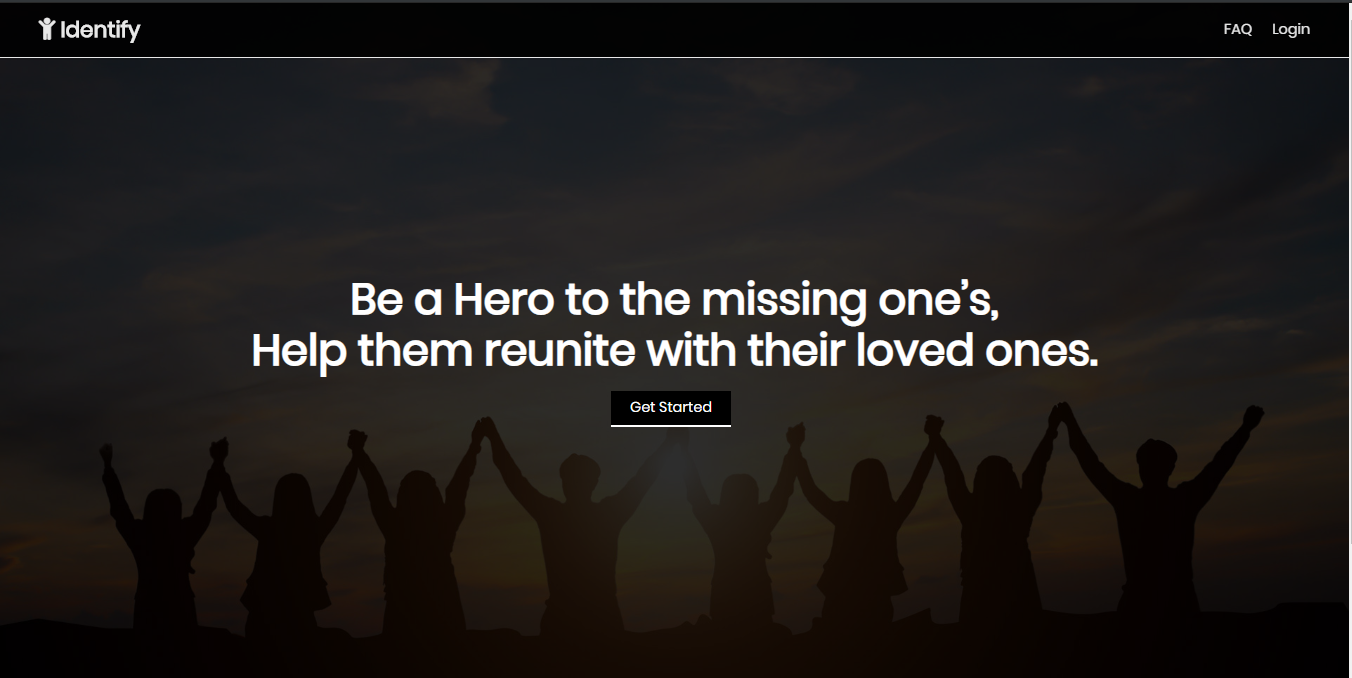 Identify
FAQ
Login
Be a Hero to the missing one’s,
Help them reunite with their loved ones.
Get Started